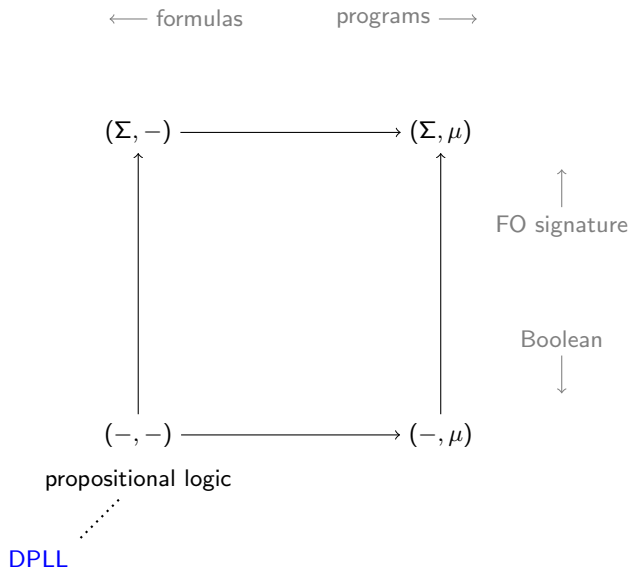 formulas programs
(Σ, −) (Σ, μ)
FO signature
Boolean
(−, −) (−, μ)
propositional logic
DPLL